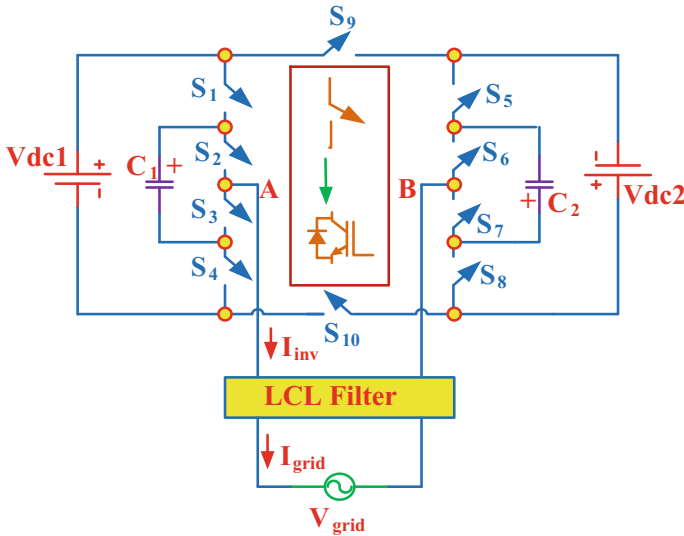 S9
S1
S5
Vdc1
+
C1
+
S2
S6
A
B
Vdc2
+
C2
+
S3
S7
S4
S8
S10
Iinv
LCL Filter
Igrid
Vgrid